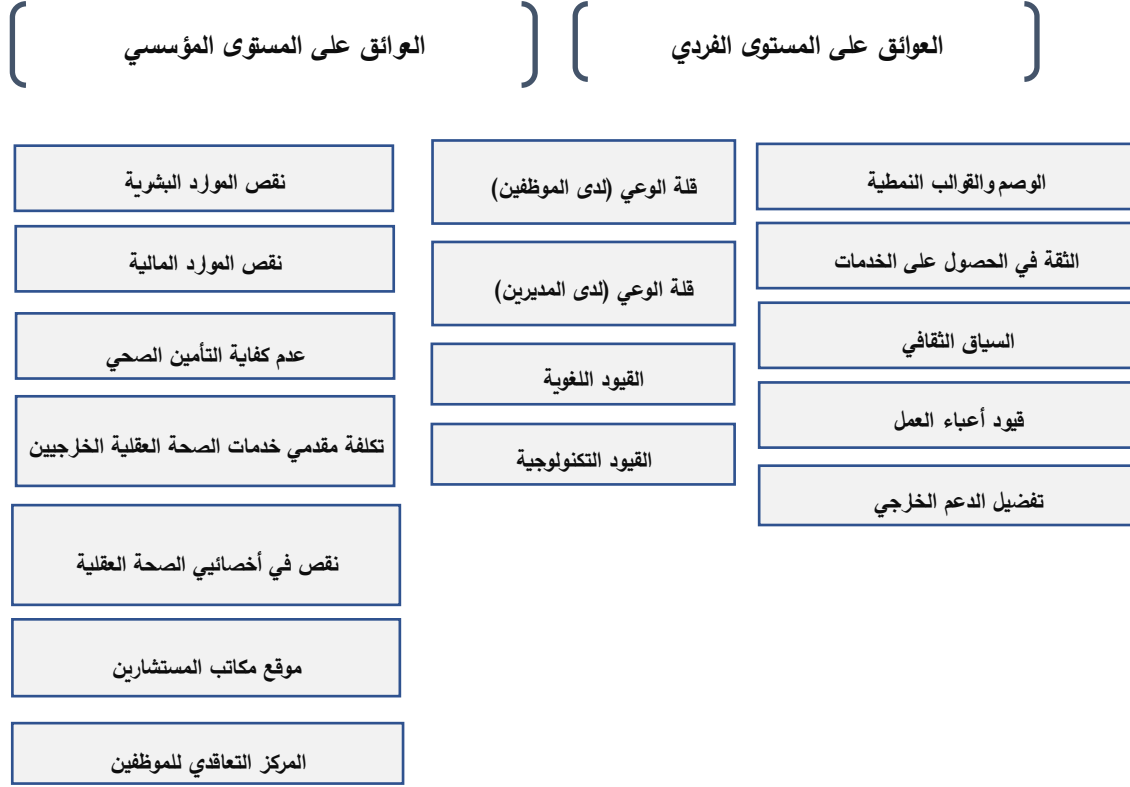 العوائق على المستوى الفردي
العوائق على المستوى المؤسسي
الوصم والقوالب النمطية
الثقة في الحصول على الخدمات
السياق الثقافي
قيود أعباء العمل
تفضيل الدعم الخارجي
قلة الوعي (لدى الموظفين)
قلة الوعي (لدى المديرين)
القيود اللغوية
القيود التكنولوجية
نقص الموارد البشرية
نقص الموارد المالية
عدم كفاية التأمين الصحي
تكلفة مقدمي خدمات الصحة العقلية الخارجيين
نقص في أخصائيي الصحة العقلية
موقع مكاتب المستشارين
المركز التعاقدي للموظفين